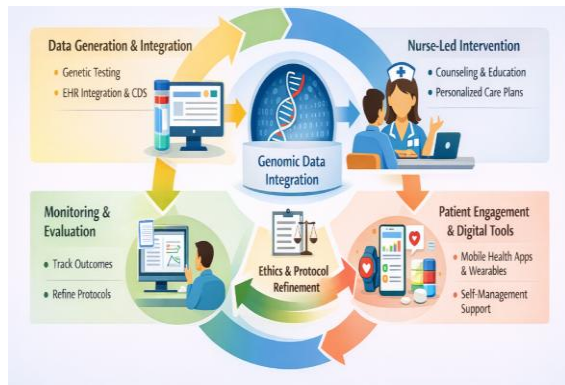 Data Generation & Integration
Genetic Testing
EHR Integration & CDS
Nurse-Led Intervention
Counseling & Education
Personalized Care Plans
Genomic Data
Integration
Monitoring &
Evaluation
Track Outcomes
Refine Protocols
Ethics & Protocol
Refinement
Patient Engagement
& Digital Tools
Mobile Health Apps
& Wearables
Self-Management
Support